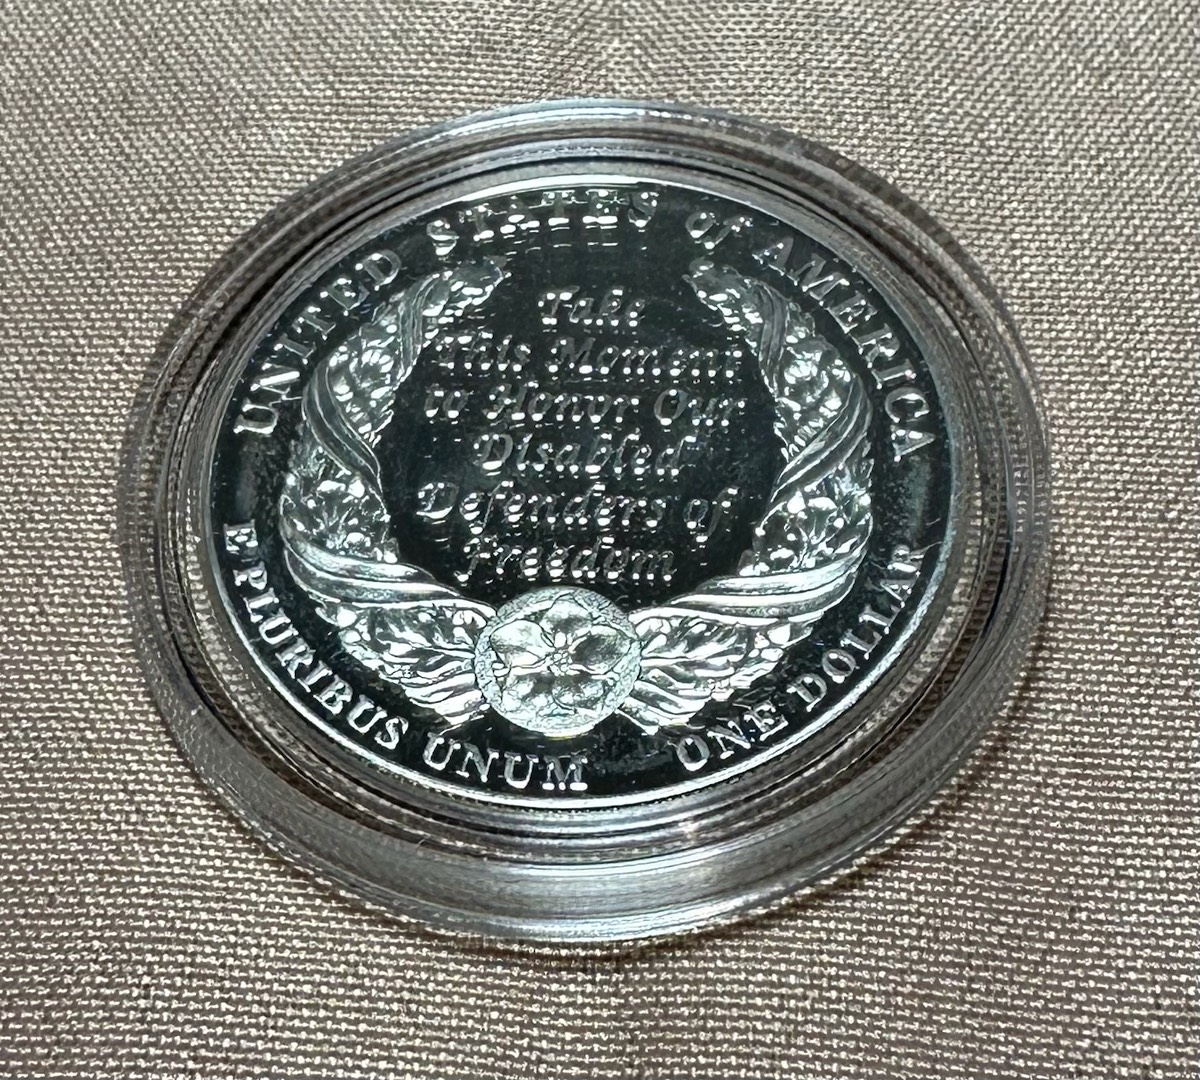 UNITED STATES of AMERICA
Take
This Moment
to Honor Our
Disabled
Defenders of
Freedom
E PLURIBUS UNUM
ONE DOLLAR